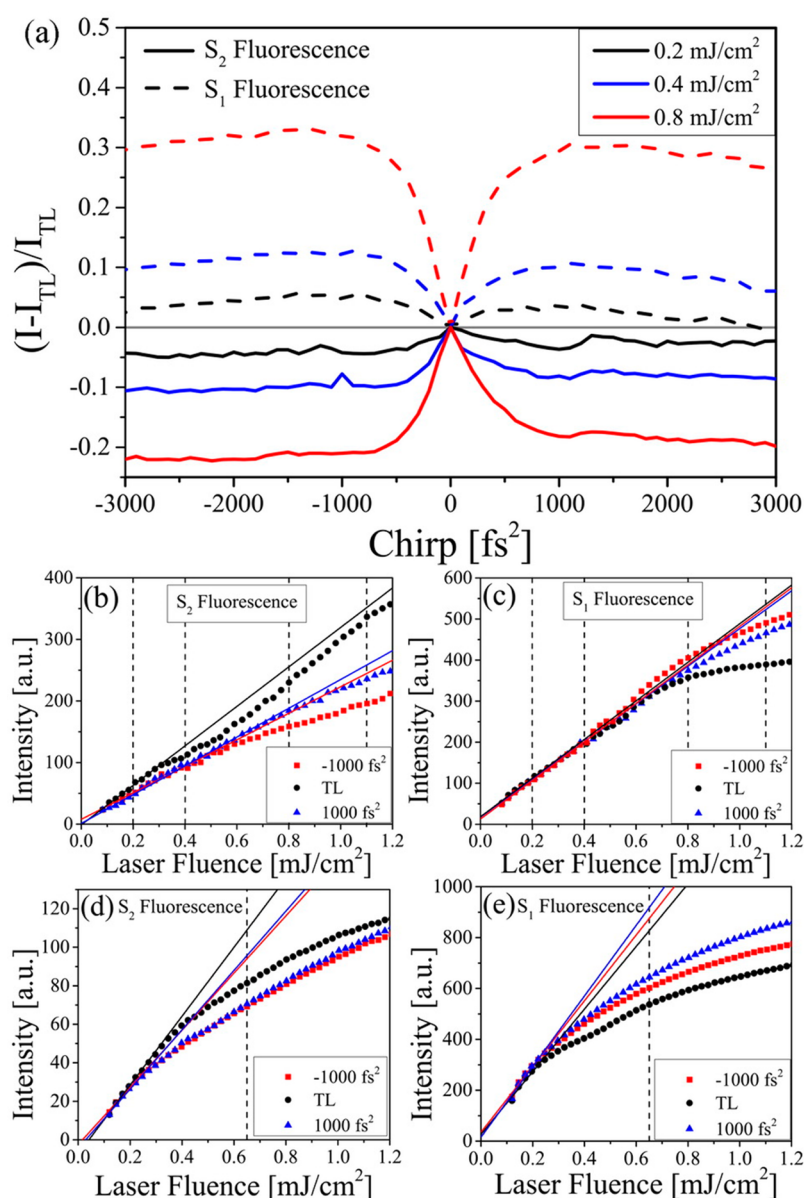 (a)
S₂ Fluorescence
S₁ Fluorescence
0.2 mJ/cm²
0.4 mJ/cm²
0.8 mJ/cm²
0.5
0.4
0.3
0.2
0.1
0.0
-0.1
-0.2
(I-I_TL)/I_TL
-3000 -2000 -1000 0 1000 2000 3000
Chirp [fs²]
(b)
S₂ Fluorescence
400
300
200
100
0
Intensity [a.u.]
-1000 fs²
TL
1000 fs²
0.0 0.2 0.4 0.6 0.8 1.0 1.2
Laser Fluence [mJ/cm²]
(c)
S₁ Fluorescence
600
500
400
300
200
100
0
Intensity [a.u.]
-1000 fs²
TL
1000 fs²
0.0 0.2 0.4 0.6 0.8 1.0 1.2
Laser Fluence [mJ/cm²]
(d)
S₂ Fluorescence
120
100
80
60
40
20
0
Intensity [a.u.]
-1000 fs²
TL
1000 fs²
0.0 0.2 0.4 0.6 0.8 1.0 1.2
Laser Fluence [mJ/cm²]
(e)
S₁ Fluorescence
1000
800
600
400
200
0
Intensity [a.u.]
-1000 fs²
TL
1000 fs²
0.0 0.2 0.4 0.6 0.8 1.0 1.2
Laser Fluence [mJ/cm²]